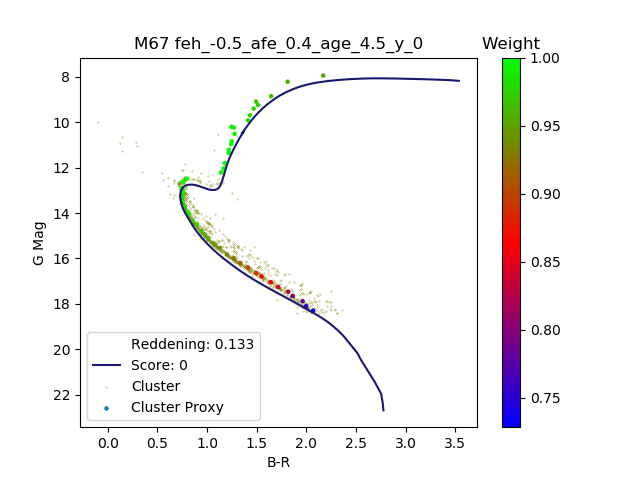 M67 feh_-0.5_afe_0.4_age_4.5_y_0
Weight
8
10
12
14
16
18
20
22
G Mag
0.0 0.5 1.0 1.5 2.0 2.5 3.0 3.5
B-R
Reddening: 0.133
Score: 0
Cluster
Cluster Proxy
1.00
0.95
0.90
0.85
0.80
0.75